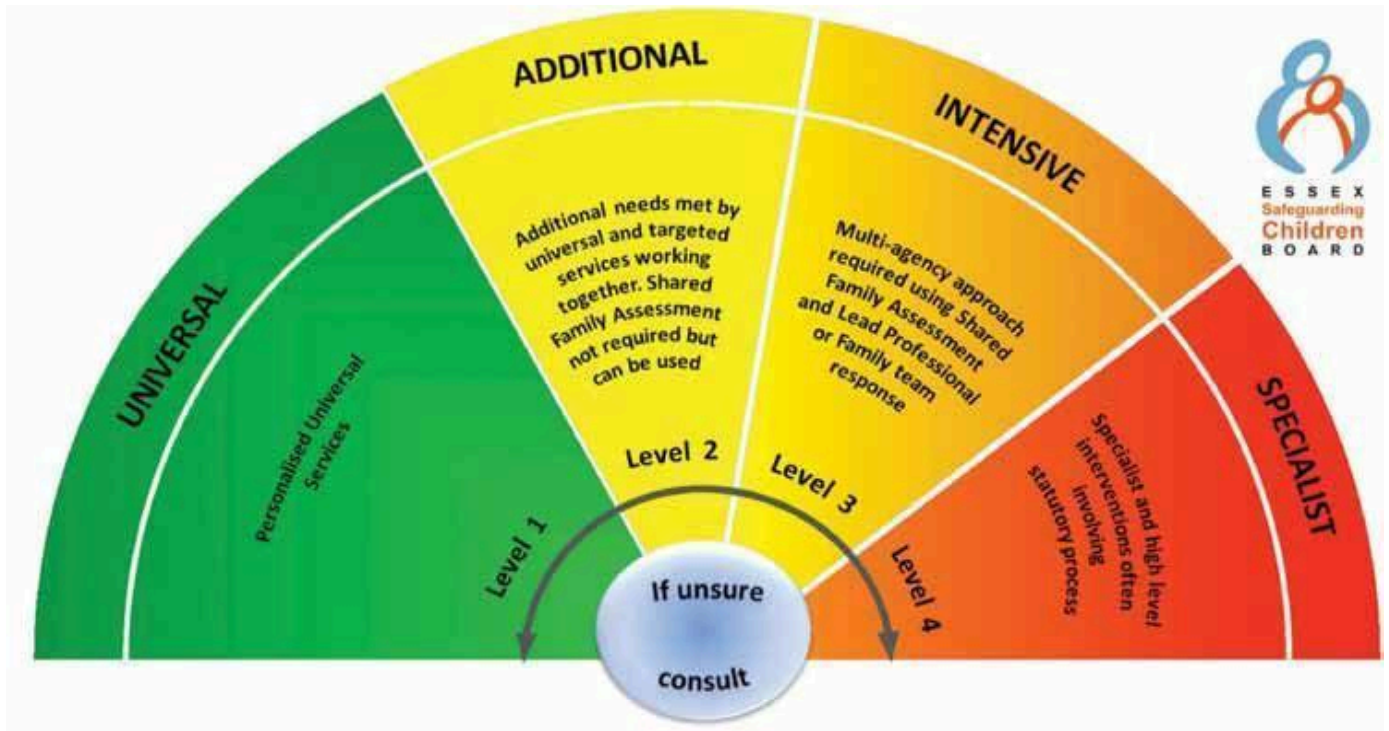 UNIVERSAL
Personalised Universal
Services
Level 1
ADDITIONAL
Additional needs met by
universal and targeted
services working
together. Shared
Family Assessment
not required but
can be used
Level 2
INTENSIVE
Multi-agency approach
required using Shared
Family Assessment
and Lead Professional
or Family team
response
Level 3
SPECIALIST
Specialist and high level
interventions often
involving
statutory process
Level 4
If unsure
consult
ESSEX
Safeguarding
Children
BOARD